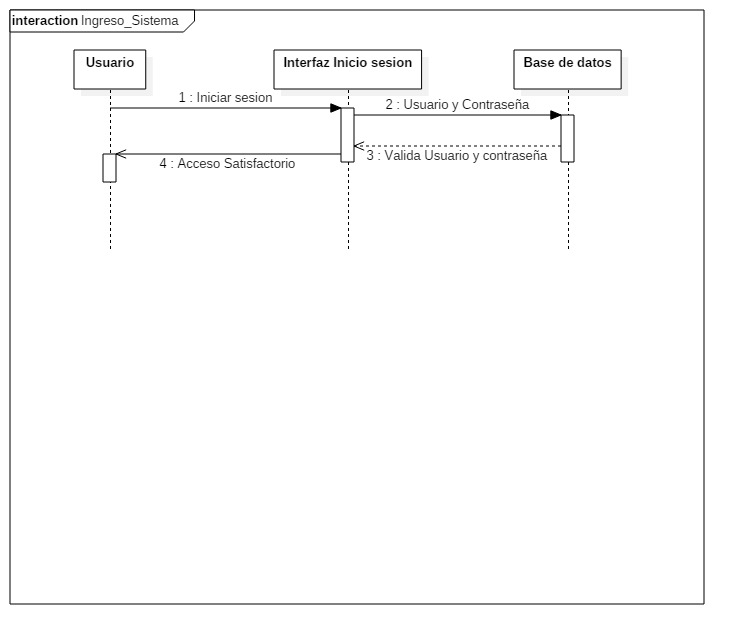 interaction Ingreso_Sistema
Usuario
Interfaz Inicio sesion
Base de datos
1 : Iniciar sesion
2 : Usuario y Contraseña
3 : Valida Usuario y contraseña
4 : Acceso Satisfactorio